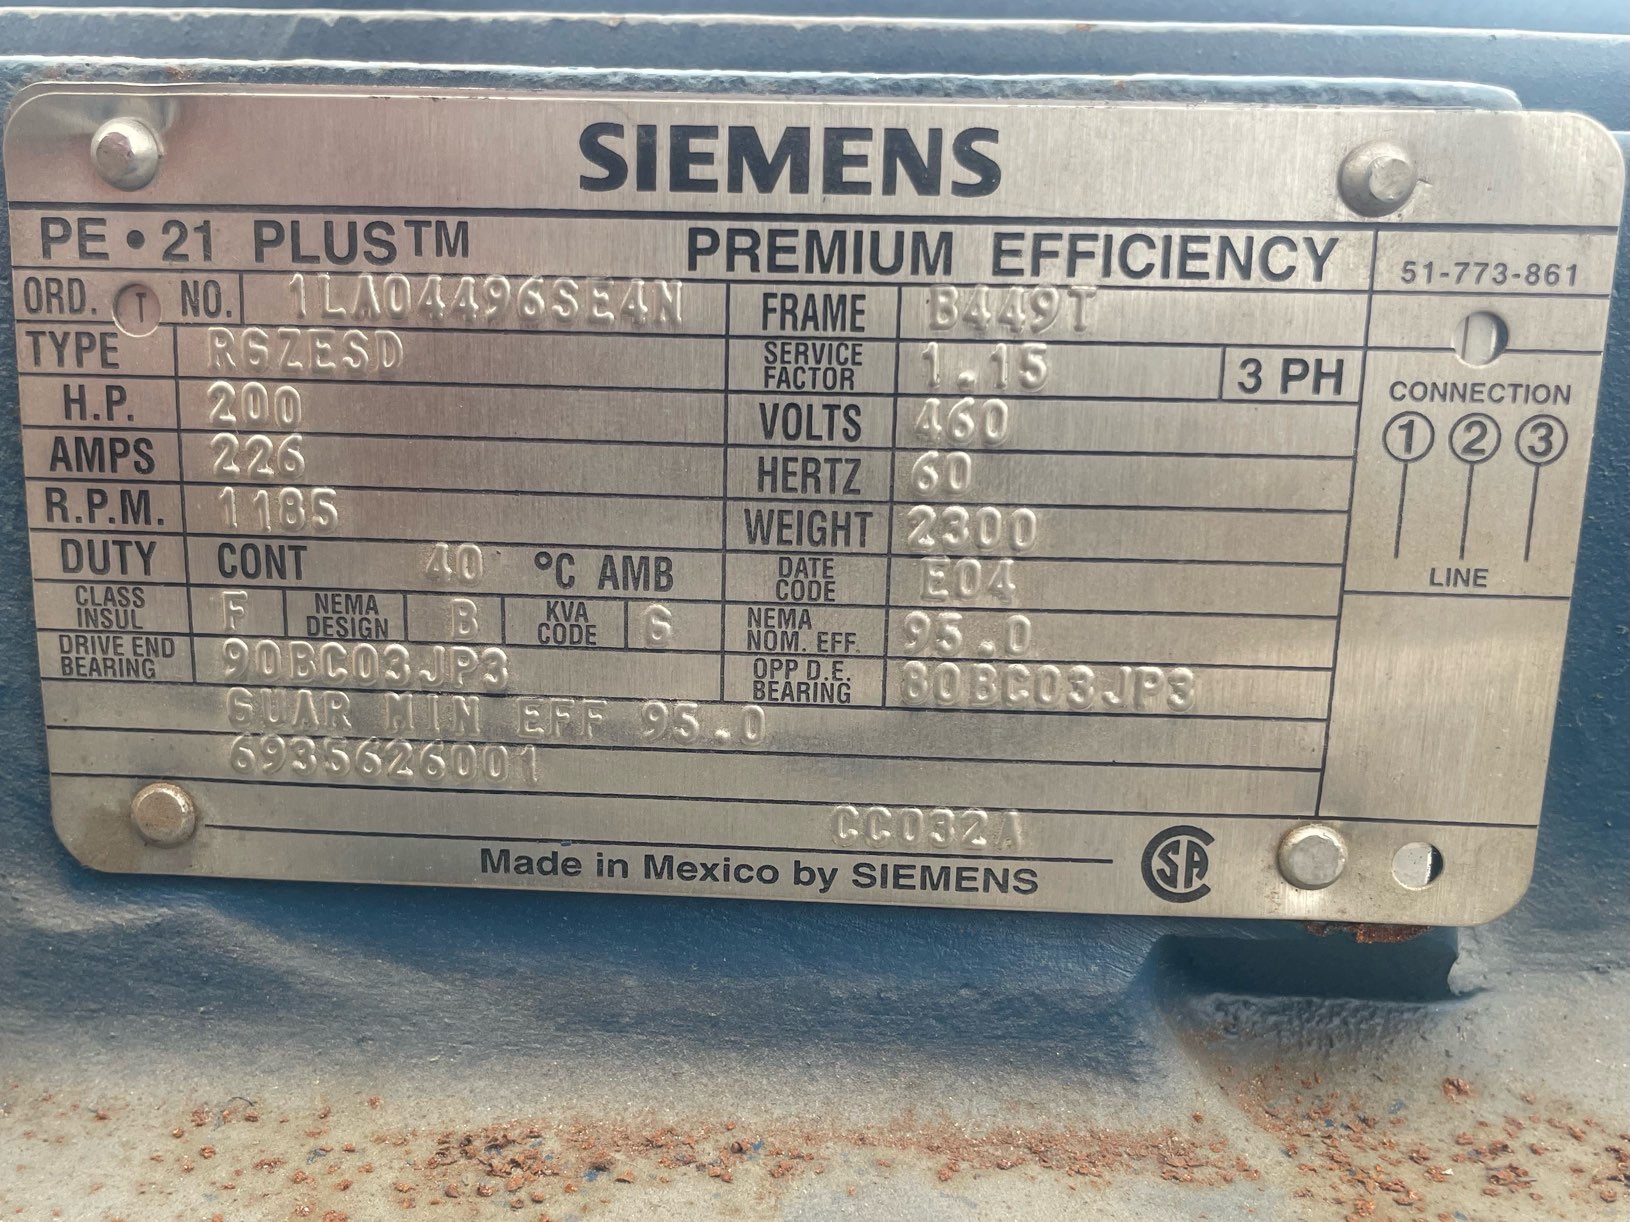 SIEMENS
PE • 21 PLUS™ PREMIUM EFFICIENCY 51-773-861
ORD. NO. 1LA04496SE4N FRAME B449T
TYPE RGZESD SERVICE FACTOR 1.15 3 PH
H.P. 200 VOLTS 460
AMPS 226 HERTZ 60
R.P.M. 1185 WEIGHT 2300
DUTY CONT 40 °C AMB DATE CODE E04
CLASS INSUL F NEMA DESIGN B KVA CODE G NEMA NOM. EFF. 95.0
DRIVE END BEARING 90BC03JP3 OPP D.E. BEARING 80BC03JP3
GUAR MIN EFF 95.0
6935626001
CC032A
Made in Mexico by SIEMENS
CSA
CONNECTION
1 2 3
LINE